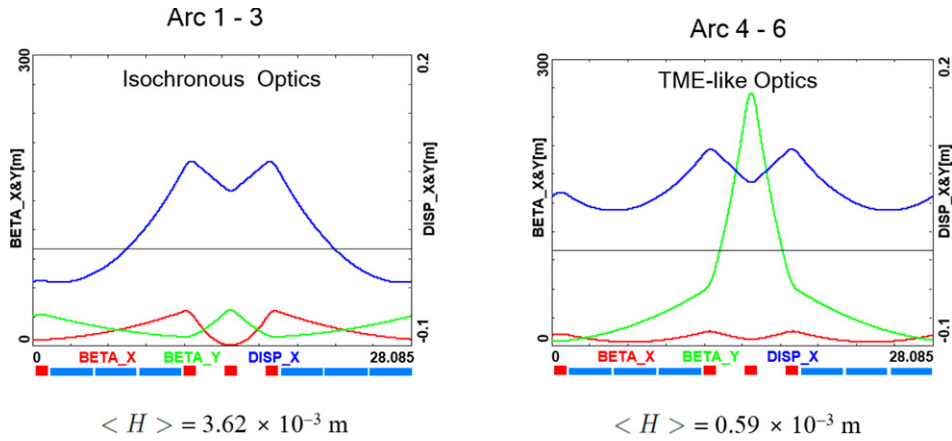 Arc 1 - 3
300
0.2
Isochronous Optics
BETA_X&Y[m]
DISP_X&Y[m]
0
-0.1
0
BETA_X
BETA_Y
DISP_X
28.085
< H > = 3.62 × 10⁻³ m
Arc 4 - 6
300
0.2
TME-like Optics
BETA_X&Y[m]
DISP_X&Y[m]
0
-0.1
0
BETA_X
BETA_Y
DISP_X
28.085
< H > = 0.59 × 10⁻³ m